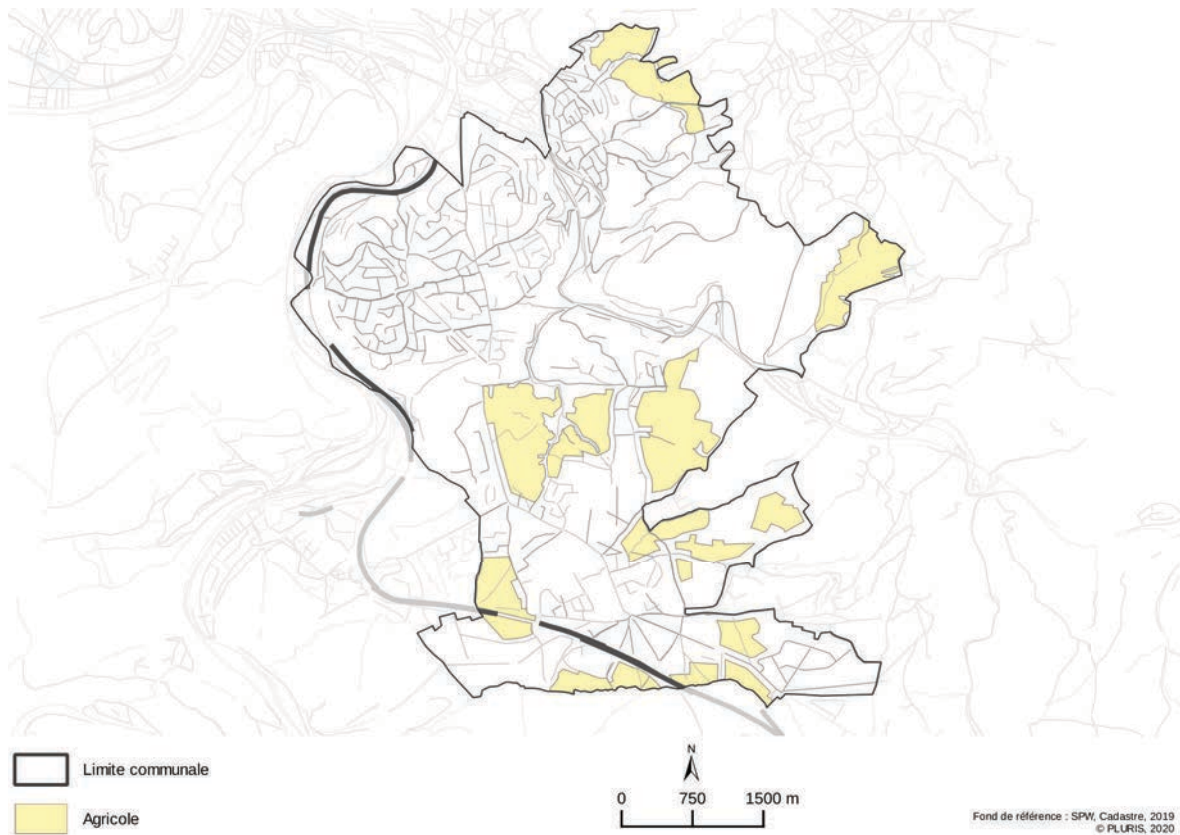 Limite communale
Agricole
N
0 750 1500 m
Fond de référence : SPW, Cadastre, 2019
© PLURIS, 2020